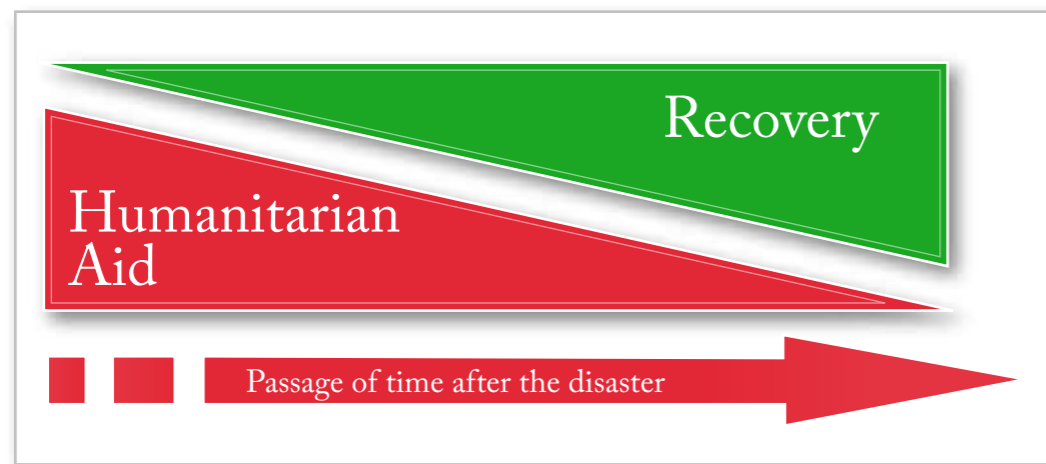 Recovery
Humanitarian
Aid
Passage of time after the disaster